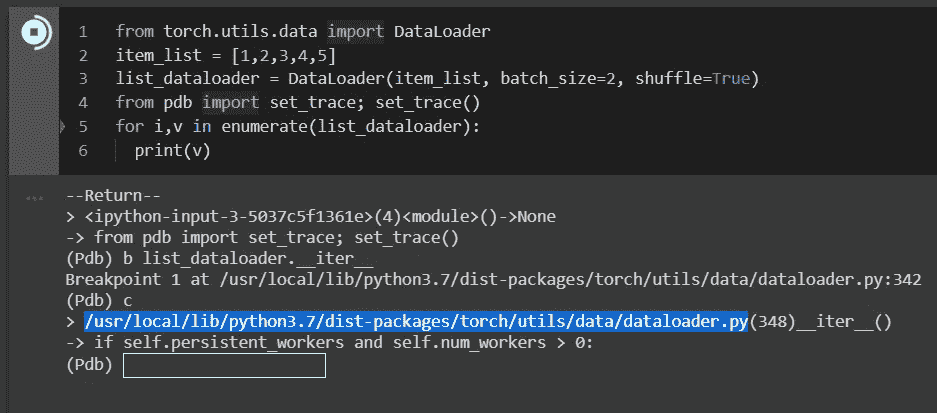 1 from torch.utils.data import DataLoader
2 item_list = [1,2,3,4,5]
3 list_dataloader = DataLoader(item_list, batch_size=2, shuffle=True)
4 from pdb import set_trace; set_trace()
5 for i,v in enumerate(list_dataloader):
6   print(v)
--Return--
> <ipython-input-3-5037c5f1361e>(4)<module>()->None
-> from pdb import set_trace; set_trace()
(Pdb) b list_dataloader.__iter__
Breakpoint 1 at /usr/local/lib/python3.7/dist-packages/torch/utils/data/dataloader.py:342
(Pdb) c
> /usr/local/lib/python3.7/dist-packages/torch/utils/data/dataloader.py(348)__iter__()
-> if self.persistent_workers and self.num_workers > 0:
(Pdb)